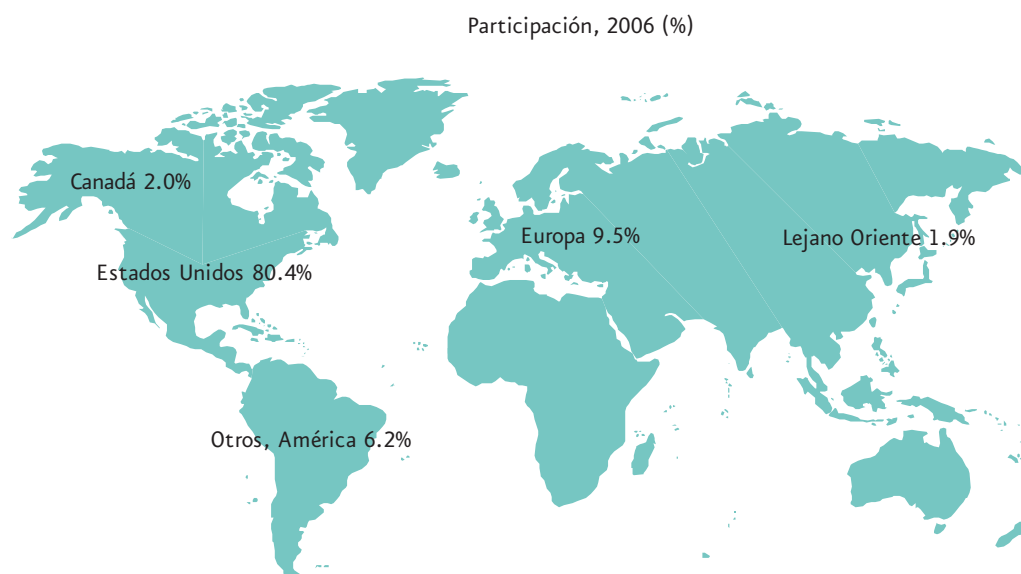 Participación, 2006 (%)
Canadá 2.0%
Europa 9.5%
Lejano Oriente 1.9%
Estados Unidos 80.4%
Otros, América 6.2%